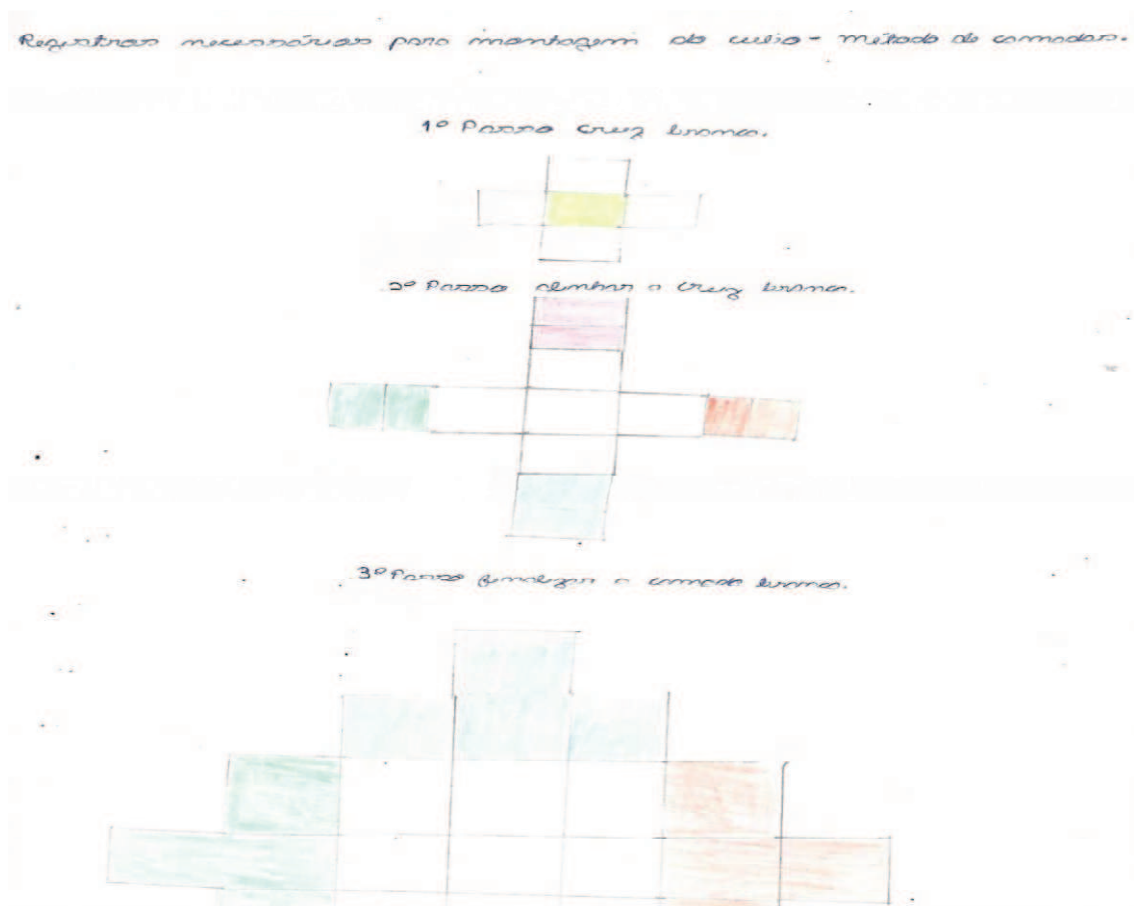 Registros necessários para montagem do cubo - método de camadas.
1º Passo cruz branca.
2º Passo alinhar a cruz branca.
3º Passo finalizar a camada branca.